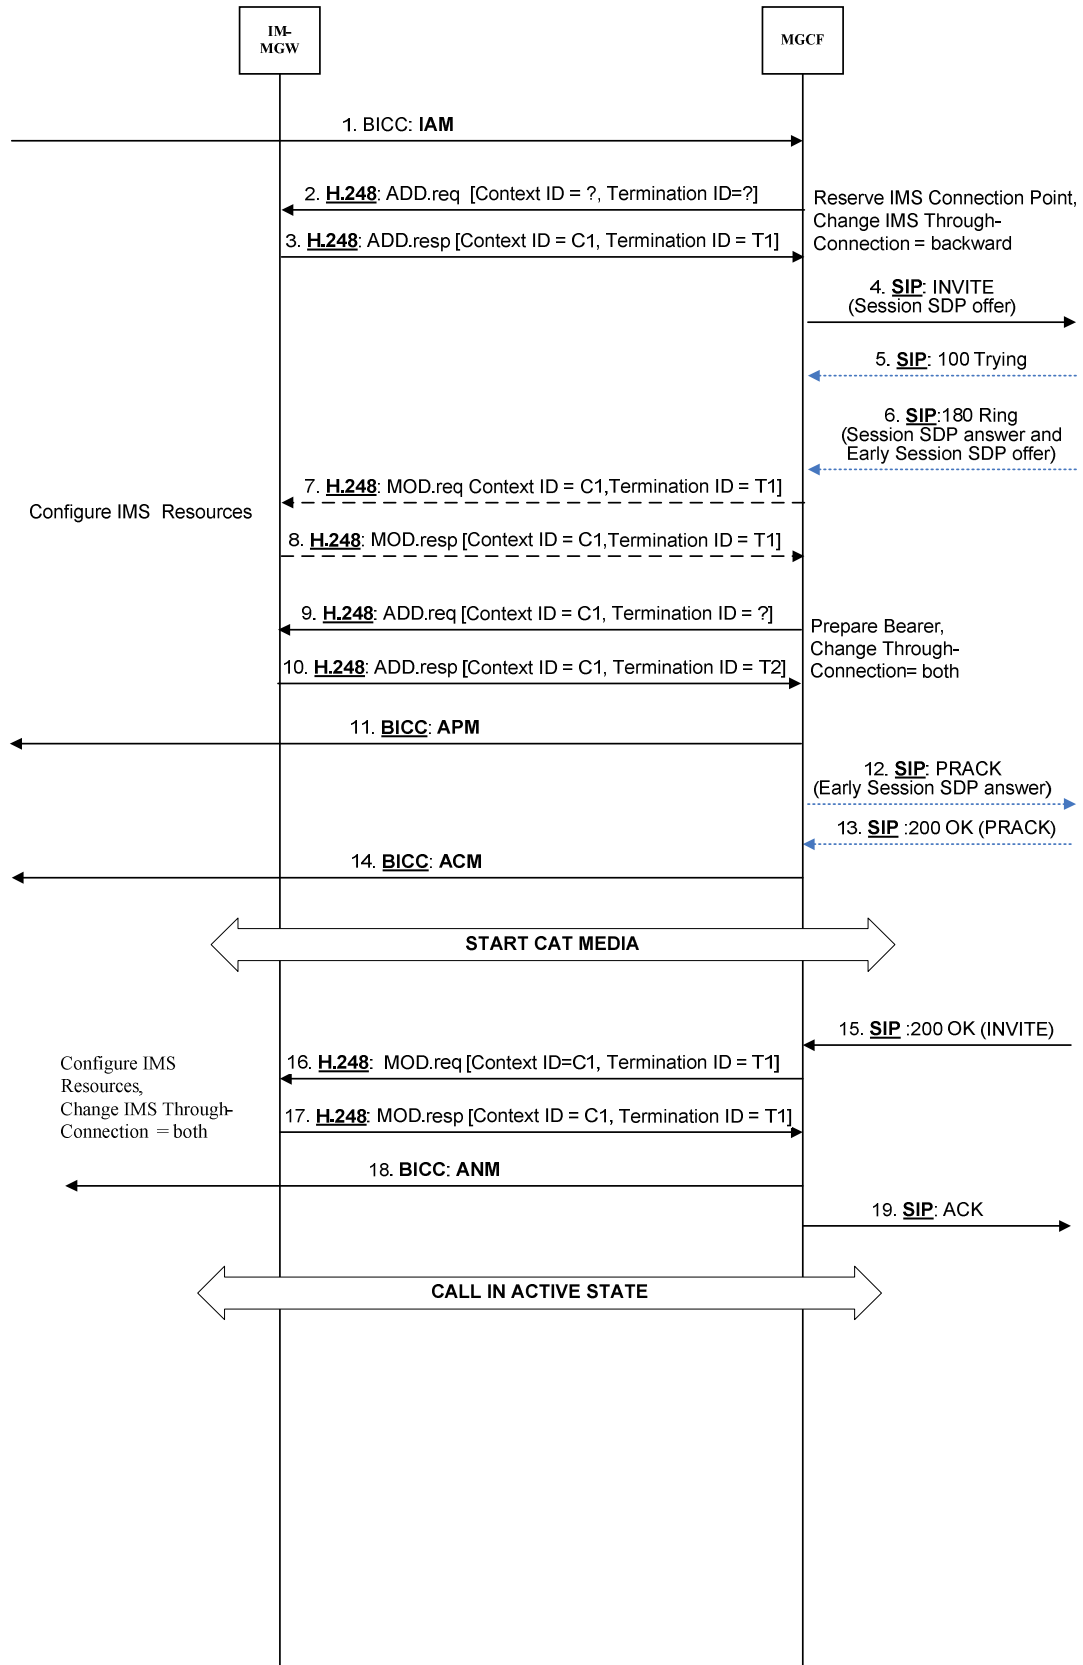 IM-
MGW
MGCF
1. BICC: IAM
2. H.248: ADD.req [Context ID = ?, Termination ID=?]
Reserve IMS Connection Point,
Change IMS Through-
Connection = backward
3. H.248: ADD.resp [Context ID = C1, Termination ID = T1]
4. SIP: INVITE
(Session SDP offer)
5. SIP: 100 Trying
6. SIP:180 Ring
(Session SDP answer and
Early Session SDP offer)
7. H.248: MOD.req Context ID = C1,Termination ID = T1]
Configure IMS Resources
8. H.248: MOD.resp [Context ID = C1,Termination ID = T1]
9. H.248: ADD.req [Context ID = C1, Termination ID = ?]
Prepare Bearer,
Change Through-
Connection= both
10. H.248: ADD.resp [Context ID = C1, Termination ID = T2]
11. BICC: APM
12. SIP: PRACK
(Early Session SDP answer)
13. SIP :200 OK (PRACK)
14. BICC: ACM
START CAT MEDIA
15. SIP :200 OK (INVITE)
16. H.248: MOD.req [Context ID=C1, Termination ID = T1]
Configure IMS
Resources,
Change IMS Through-
Connection = both
17. H.248: MOD.resp [Context ID = C1, Termination ID = T1]
18. BICC: ANM
19. SIP: ACK
CALL IN ACTIVE STATE